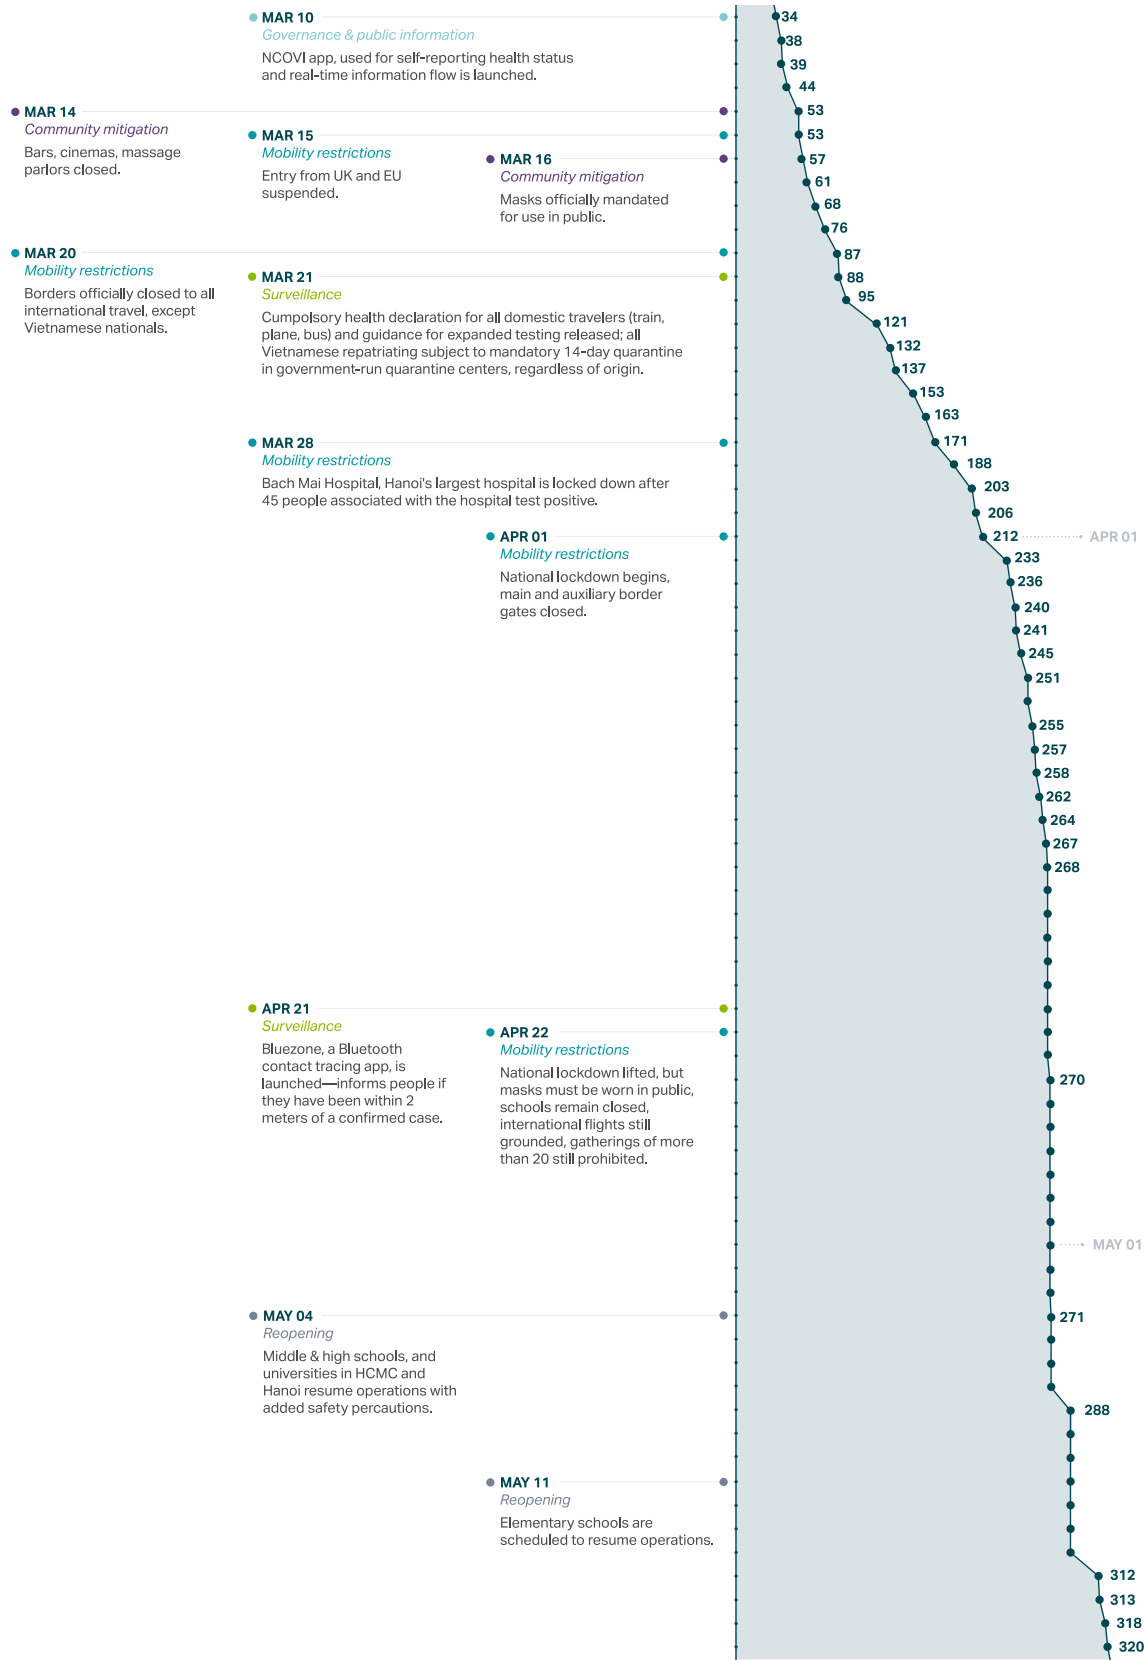 MAR 10
Governance & public information
NCOVI app, used for self-reporting health status
and real-time information flow is launched.
34
38
39
44
MAR 14
Community mitigation
Bars, cinemas, massage
parlors closed.
53
MAR 15
Mobility restrictions
Entry from UK and EU
suspended.
53
MAR 16
Community mitigation
Masks officially mandated
for use in public.
57
61
68
76
MAR 20
Mobility restrictions
Borders officially closed to all
international travel, except
Vietnamese nationals.
87
MAR 21
Surveillance
Cumpolsory health declaration for all domestic travelers (train,
plane, bus) and guidance for expanded testing released; all
Vietnamese repatriating subject to mandatory 14-day quarantine
in government-run quarantine centers, regardless of origin.
88
95
121
132
137
153
163
MAR 28
Mobility restrictions
Bach Mai Hospital, Hanoi's largest hospital is locked down after
45 people associated with the hospital test positive.
171
188
203
206
APR 01
Mobility restrictions
National lockdown begins,
main and auxiliary border
gates closed.
212
APR 01
233
236
240
241
245
251
255
257
258
262
264
267
268
APR 21
Surveillance
Bluezone, a Bluetooth
contact tracing app, is
launched—informs people if
they have been within 2
meters of a confirmed case.
APR 22
Mobility restrictions
National lockdown lifted, but
masks must be worn in public,
schools remain closed,
international flights still
grounded, gatherings of more
than 20 still prohibited.
270
MAY 01
MAY 04
Reopening
Middle & high schools, and
universities in HCMC and
Hanoi resume operations with
added safety percautions.
271
288
MAY 11
Reopening
Elementary schools are
scheduled to resume operations.
312
313
318
320